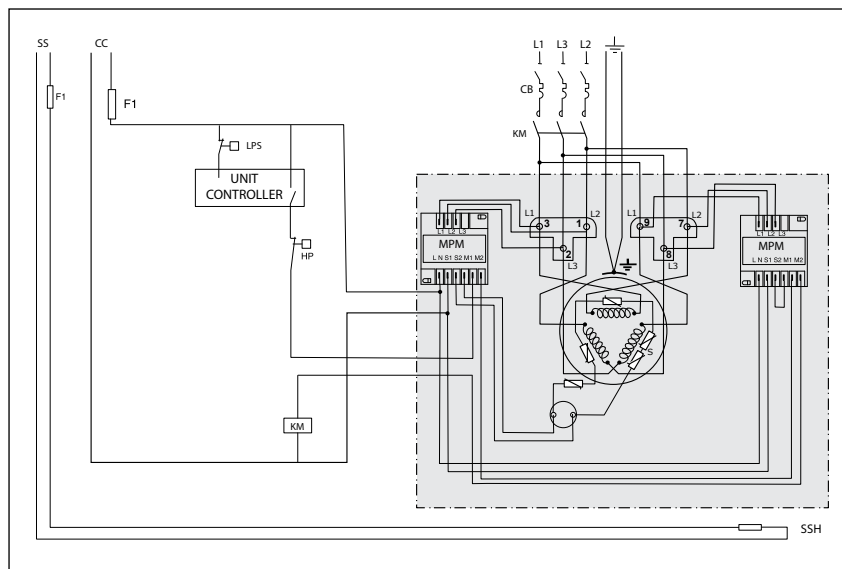 SS
CC
L1
L3
L2
F1
F1
CB
KM
LPS
UNIT
CONTROLLER
HP
L1
3
1
L2
L1
9
7
L2
L1 L2 L3
MPM
L N S1 S2 M1 M2
2
L3
8
L3
L1 L2 L3
MPM
L N S1 S2 M1 M2
S
KM
SSH